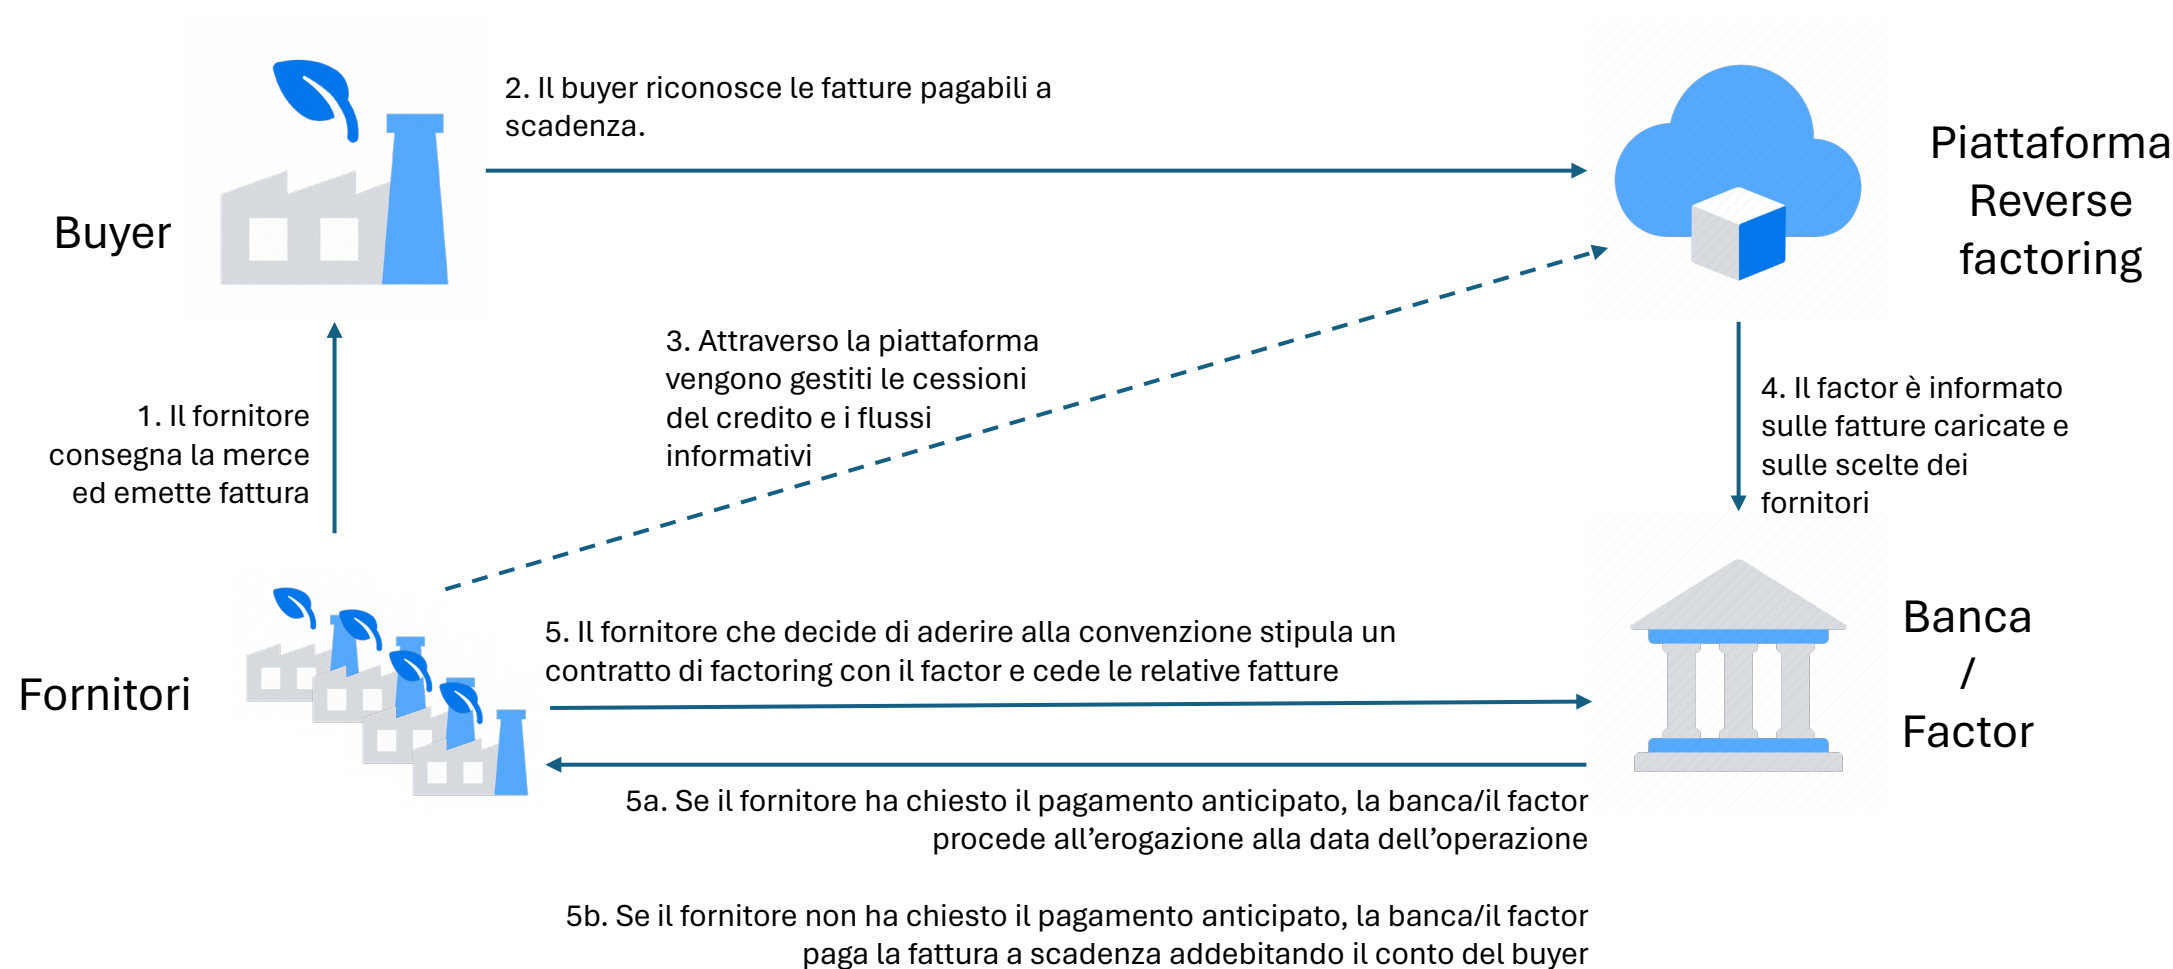 2. Il buyer riconosce le fatture pagabili a
scadenza.
Piattaforma
Reverse
factoring
Buyer
3. Attraverso la piattaforma
vengono gestiti le cessioni
del credito e i flussi
informativi
1. Il fornitore
consegna la merce
ed emette fattura
4. Il factor è informato
sulle fatture caricate e
sulle scelte dei
fornitori
Fornitori
5. Il fornitore che decide di aderire alla convenzione stipula un
contratto di factoring con il factor e cede le relative fatture
Banca
/
Factor
5a. Se il fornitore ha chiesto il pagamento anticipato, la banca/il factor
procede all’erogazione alla data dell’operazione
5b. Se il fornitore non ha chiesto il pagamento anticipato, la banca/il factor
paga la fattura a scadenza addebitando il conto del buyer